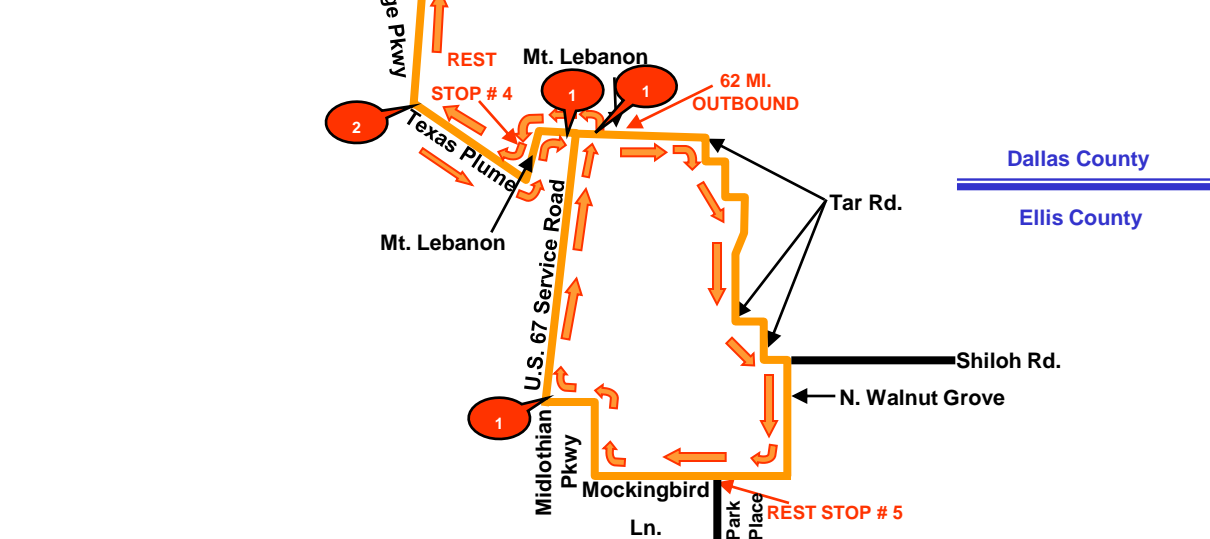 Pkwy
REST
STOP # 4
Mt. Lebanon
1
1
62 MI.
OUTBOUND
2
Texas Plume
Dallas County
Ellis County
Tar Rd.
Mt. Lebanon
U.S. 67 Service Road
Shiloh Rd.
N. Walnut Grove
1
Midlothian
Pkwy
Mockingbird
Ln.
Park
Place
REST STOP # 5